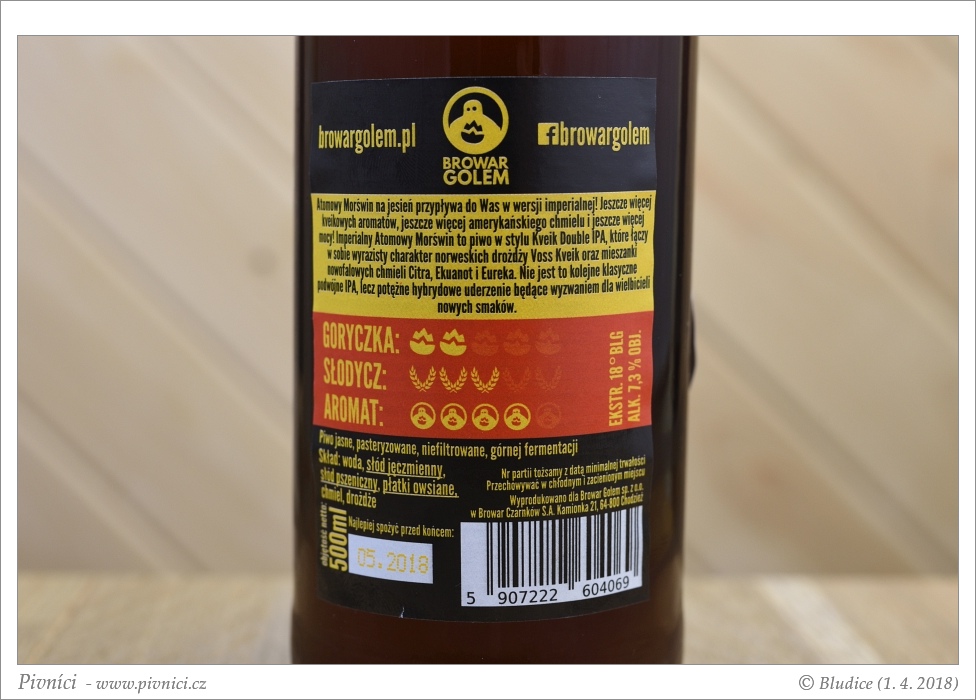 browargolem.pl
BROWAR
GOLEM
fbrowargolem
Atomowy Morświn na jesień przypływa do Was w wersji imperialnej! Jeszcze więcej
kveikowych aromatów, jeszcze więcej amerykańskiego chmielu i jeszcze więcej
mocy! Imperialny Atomowy Morświn to piwo w stylu Kveik Double IPA, które łączy
w sobie wyrazisty charakter norweskich drożdży Voss Kveik oraz mieszanki
nowofalowych chmieli Citra, Ekuanot i Eureka. Nie jest to kolejne klasyczne
podwójne IPA, lecz potężne hybrydowe uderzenie będące wyzwaniem dla wielbicieli
nowych smaków.
GORYCZKA:
SŁODYCZ:
AROMAT:
EKSTR. 18°BLG
ALK. 7,3 % OBJ.
Piwo jasne, pasteryzowane, niefiltrowane, górnej fermentacji
Skład: woda, słód jęczmienny,
słód pszeniczny, płatki owsiane,
chmiel, drożdże
Nr partii tożsamy z datą minimalnej trwałości
Przechowywać w chłodnym i zacienionym miejscu
Wyprodukowano dla Browar Golem sp. z o.o.
w Browar Czarnków S.A. Kamionka 21, 64-800 Chodzież
objętość netto:
500ml
Najlepiej spożyć przed końcem:
05.2018
5 907222 604069
Pivníci - www.pivnici.cz
© Bludice (1. 4. 2018)